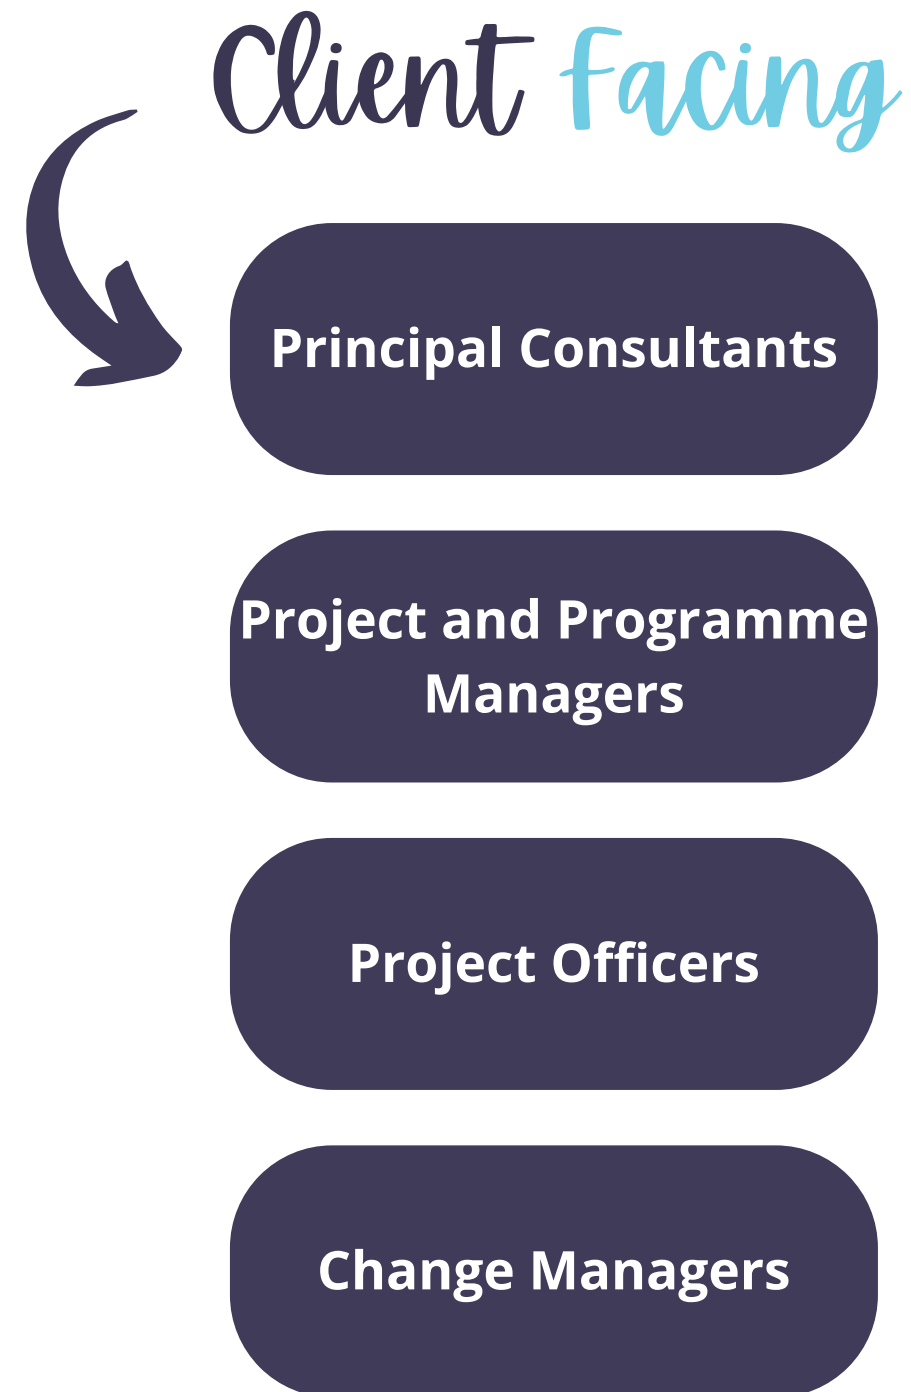 Client Facing
Principal Consultants
Project and Programme
Managers
Project Officers
Change Managers